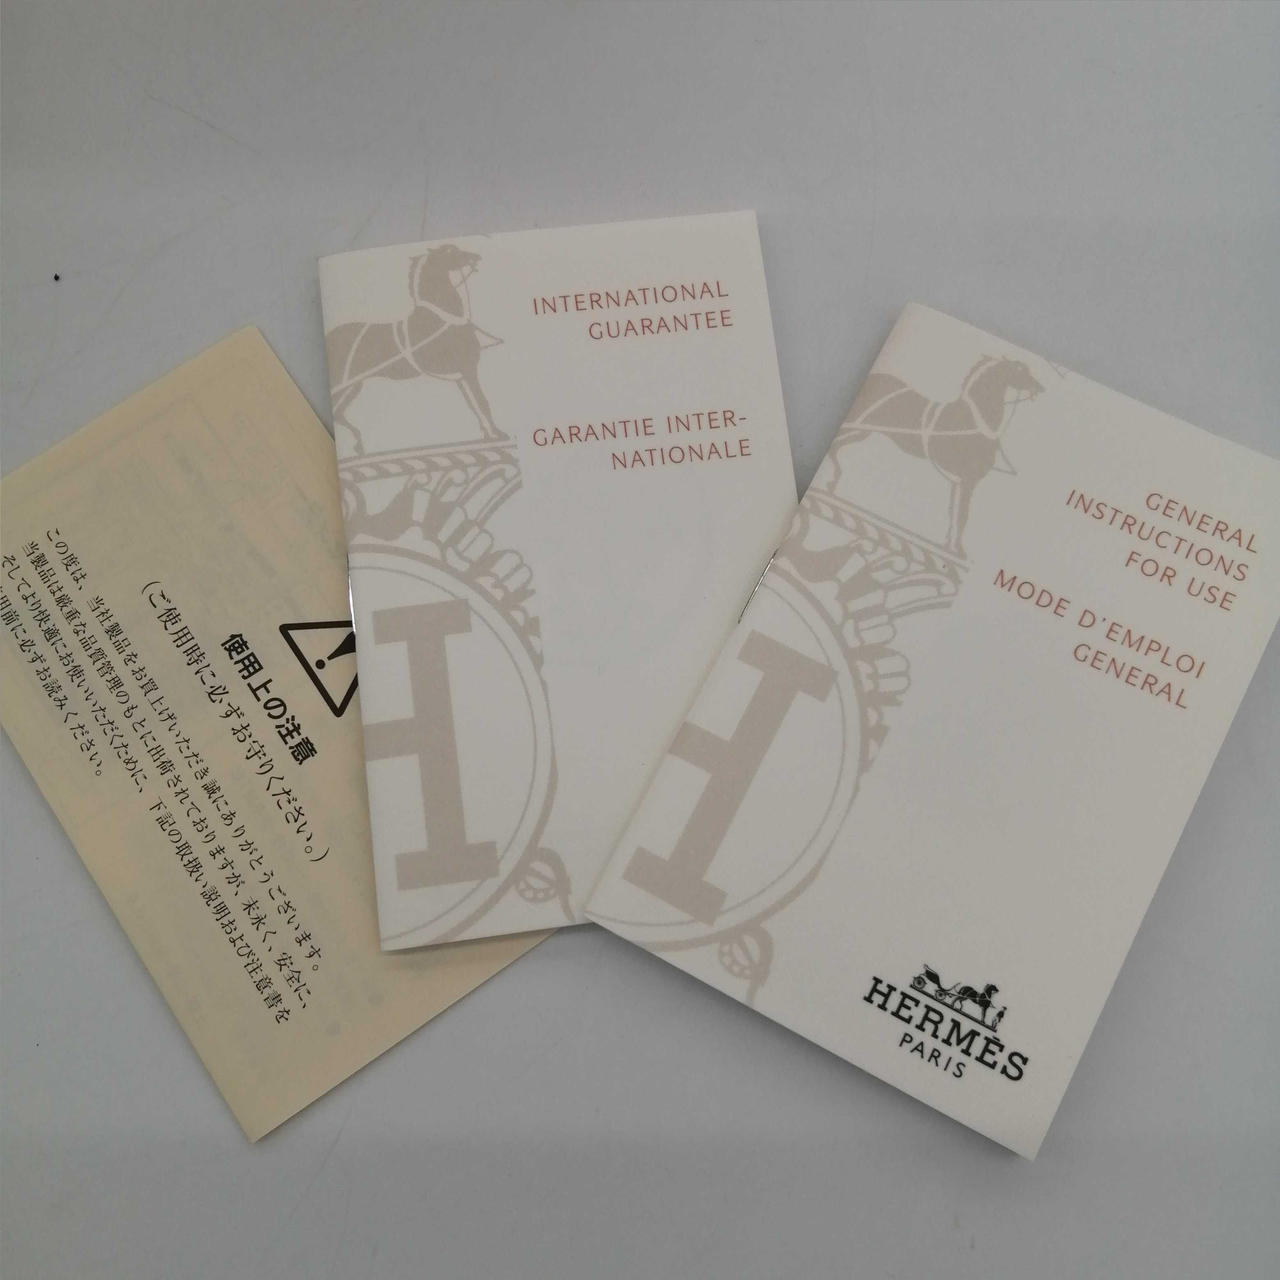 使用上の注意
(ご使用時に必ずお守りください。)
この度は、当社製品をお買上げいただき誠にありがとうございます。
当製品は厳重な品質管理のもとに出荷されておりますが、末永く、安全に、
そしてより快適にお使いいただくために、下記の取扱い説明および注意書を
用前に必ずお読みください。
INTERNATIONAL
GUARANTEE
GARANTIE INTER-
NATIONALE
H
GENERAL
INSTRUCTIONS
FOR USE
MODE D'EMPLOI
GENERAL
H
HERMÈS
PARIS